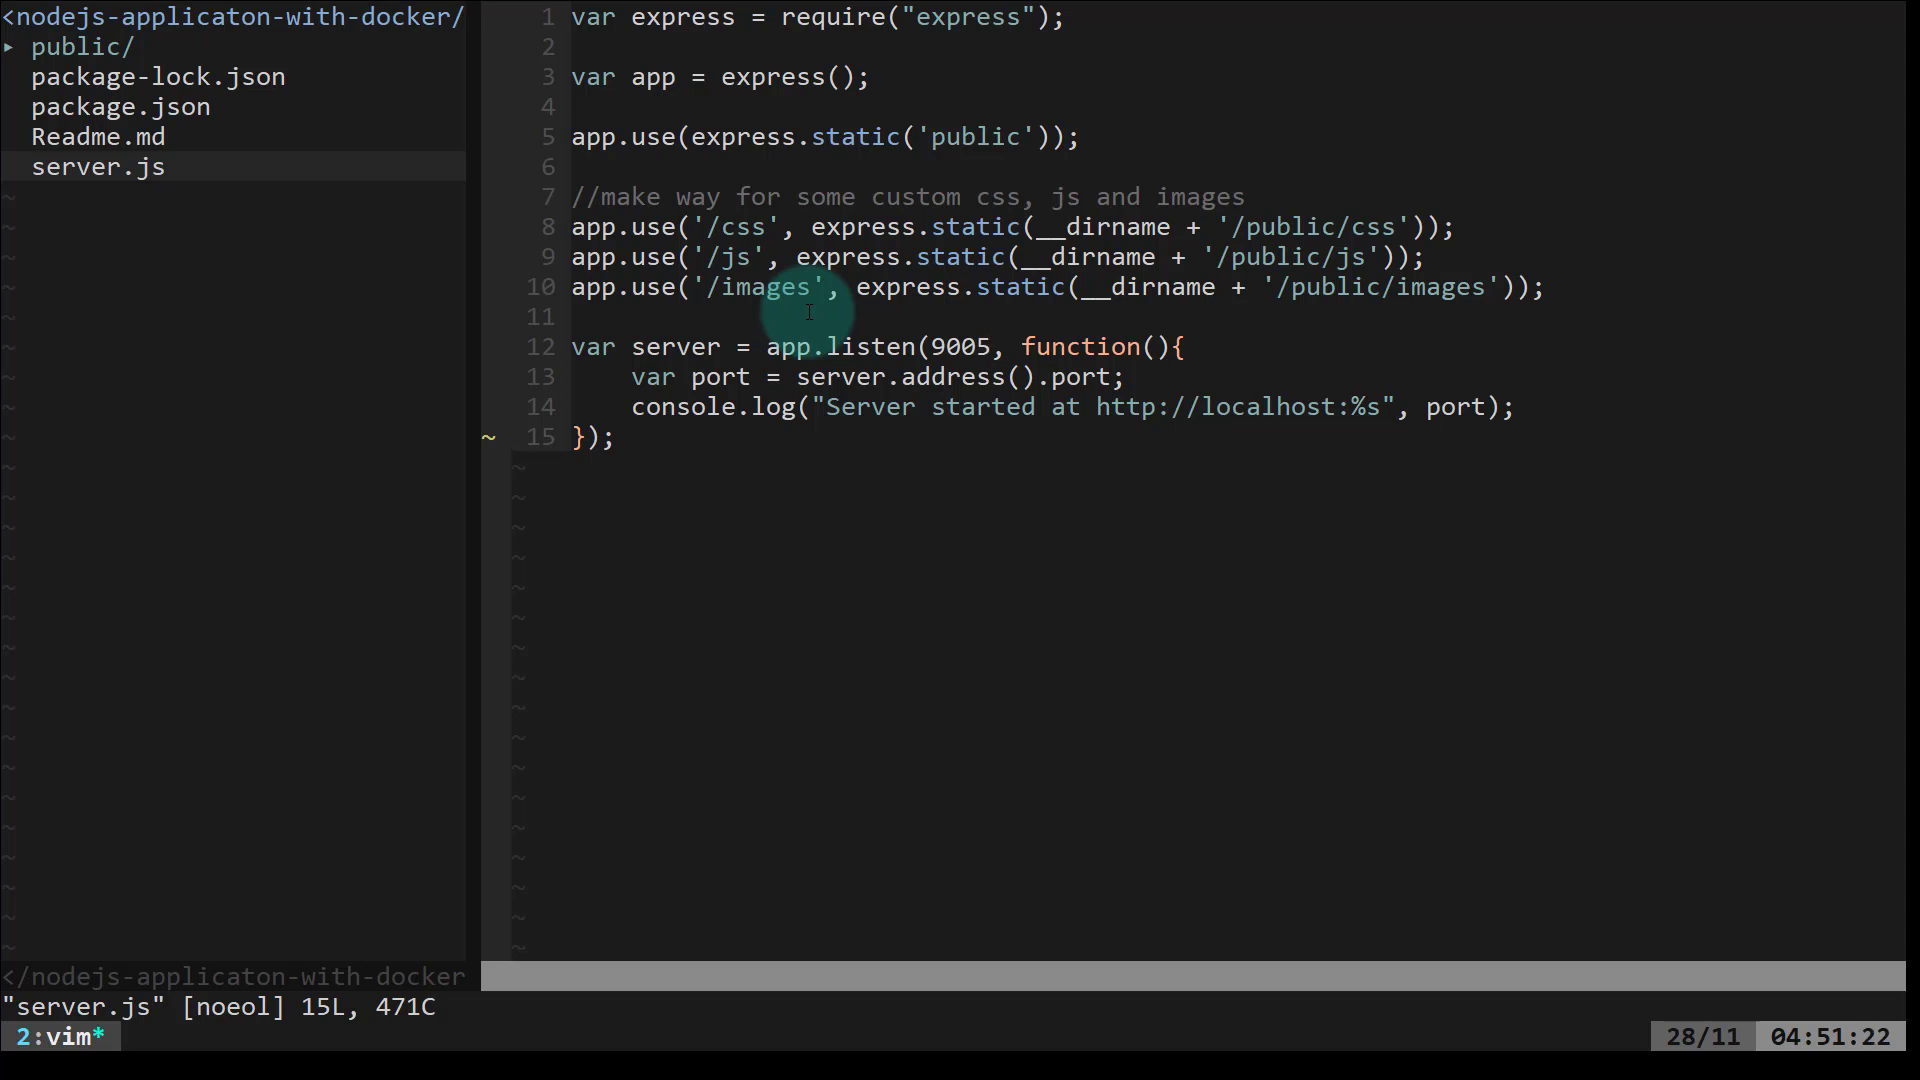 <nodejs-applicaton-with-docker/
▸ public/
package-lock.json
package.json
Readme.md
server.js
</nodejs-applicaton-with-docker
1 var express = require("express");
2
3 var app = express();
4
5 app.use(express.static('public'));
6
7 //make way for some custom css, js and images
8 app.use('/css', express.static(__dirname + '/public/css'));
9 app.use('/js', express.static(__dirname + '/public/js'));
10 app.use('/images', express.static(__dirname + '/public/images'));
11
12 var server = app.listen(9005, function(){
13     var port = server.address().port;
14     console.log("Server started at http://localhost:%s", port);
~ 15 });
"server.js" [noeol] 15L, 471C
2:vim* 28/11 04:51:22